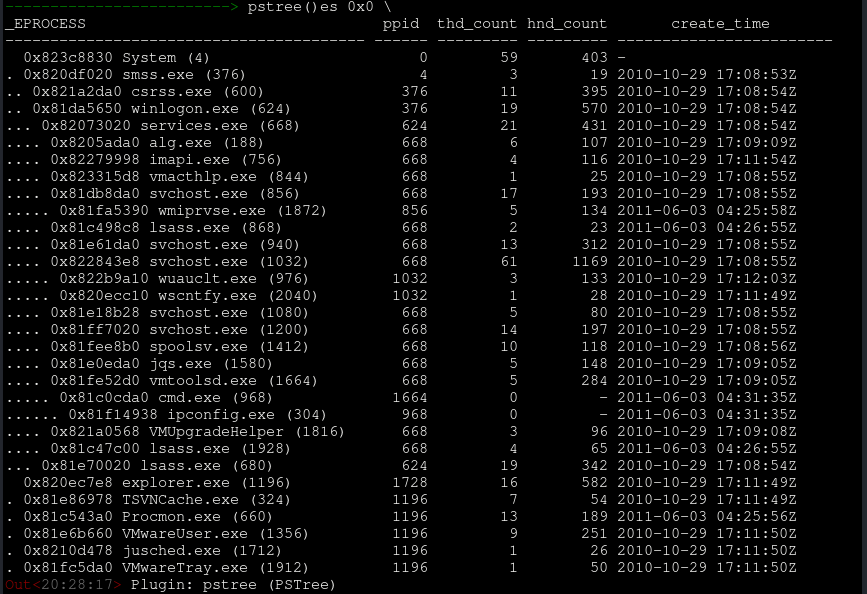 -------------------------> pstree()es 0x0 \
_EPROCESS ppid thd_count hnd_count create_time
---------------------------------------- ------ --------- --------- ------------------------
0x823c8830 System (4) 0 59 403 -
. 0x820df020 smss.exe (376) 4 3 19 2010-10-29 17:08:53Z
.. 0x821a2da0 csrss.exe (600) 376 11 395 2010-10-29 17:08:54Z
.. 0x81da5650 winlogon.exe (624) 376 19 570 2010-10-29 17:08:54Z
... 0x82073020 services.exe (668) 624 21 431 2010-10-29 17:08:54Z
.... 0x8205ada0 alg.exe (188) 668 6 107 2010-10-29 17:09:09Z
.... 0x82279998 imapi.exe (756) 668 4 116 2010-10-29 17:11:54Z
.... 0x823315d8 vmacthlp.exe (844) 668 1 25 2010-10-29 17:08:55Z
.... 0x81db8da0 svchost.exe (856) 668 17 193 2010-10-29 17:08:55Z
..... 0x81fa5390 wmiprvse.exe (1872) 856 5 134 2011-06-03 04:25:58Z
.... 0x81c498c8 lsass.exe (868) 668 2 23 2011-06-03 04:26:55Z
.... 0x81e61da0 svchost.exe (940) 668 13 312 2010-10-29 17:08:55Z
.... 0x822843e8 svchost.exe (1032) 668 61 1169 2010-10-29 17:08:55Z
..... 0x822b9a10 wuauclt.exe (976) 1032 3 133 2010-10-29 17:12:03Z
..... 0x820ecc10 wscntfy.exe (2040) 1032 1 28 2010-10-29 17:11:49Z
.... 0x81e18b28 svchost.exe (1080) 668 5 80 2010-10-29 17:08:55Z
.... 0x81ff7020 svchost.exe (1200) 668 14 197 2010-10-29 17:08:55Z
.... 0x81fee8b0 spoolsv.exe (1412) 668 10 118 2010-10-29 17:08:56Z
.... 0x81e0eda0 jqs.exe (1580) 668 5 148 2010-10-29 17:09:05Z
.... 0x81fe52d0 vmtoolsd.exe (1664) 668 5 284 2010-10-29 17:09:05Z
..... 0x81c0cda0 cmd.exe (968) 1664 0 - 2011-06-03 04:31:35Z
...... 0x81f14938 ipconfig.exe (304) 968 0 - 2011-06-03 04:31:35Z
.... 0x821a0568 VMUpgradeHelper (1816) 668 3 96 2010-10-29 17:09:08Z
.... 0x81c47c00 lsass.exe (1928) 668 4 65 2011-06-03 04:26:55Z
... 0x81e70020 lsass.exe (680) 624 19 342 2010-10-29 17:08:54Z
0x820ec7e8 explorer.exe (1196) 1728 16 582 2010-10-29 17:11:49Z
. 0x81e86978 TSVNCache.exe (324) 1196 7 54 2010-10-29 17:11:49Z
. 0x81c543a0 Procmon.exe (660) 1196 13 189 2011-06-03 04:25:56Z
. 0x81e6b660 VMwareUser.exe (1356) 1196 9 251 2010-10-29 17:11:50Z
. 0x8210d478 jusched.exe (1712) 1196 1 26 2010-10-29 17:11:50Z
. 0x81fc5da0 VMwareTray.exe (1912) 1196 1 50 2010-10-29 17:11:50Z
Out<20:28:17> Plugin: pstree (PSTree)